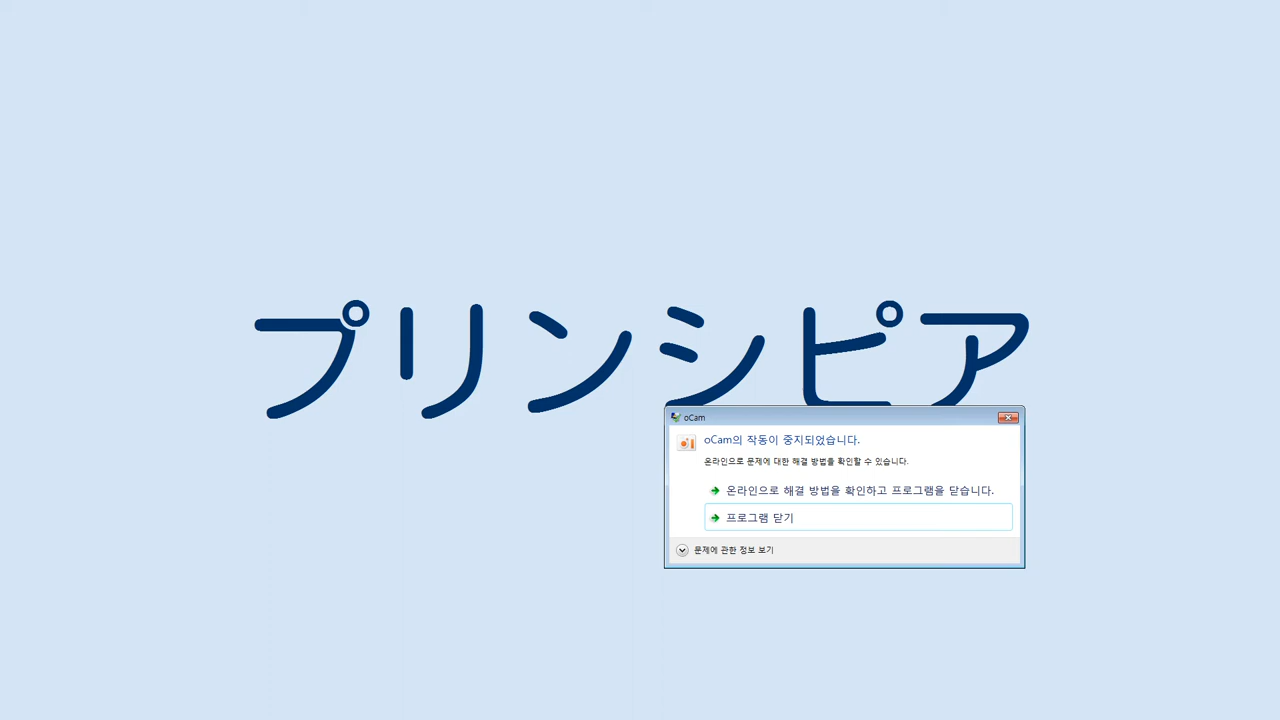 プリンシピア
oCam
oCam의 작동이 중지되었습니다.
온라인으로 문제에 대한 해결 방법을 확인할 수 있습니다.
온라인으로 해결 방법을 확인하고 프로그램을 닫습니다.
프로그램 닫기
문제에 관한 정보 보기